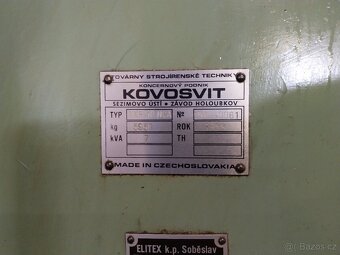 TOVÁRNY STROJÍRENSKÉ TECHNIKY
KONCERNOVÝ PODNIK
KOVOSVIT
SEZIMOVO ÚSTÍ • ZÁVOD HOLOUBKOV
TYP Nº
kg ROK
kVA 7 TH
MADE IN CZECHOSLOVAKIA
ELITEX k.p. Soběslav